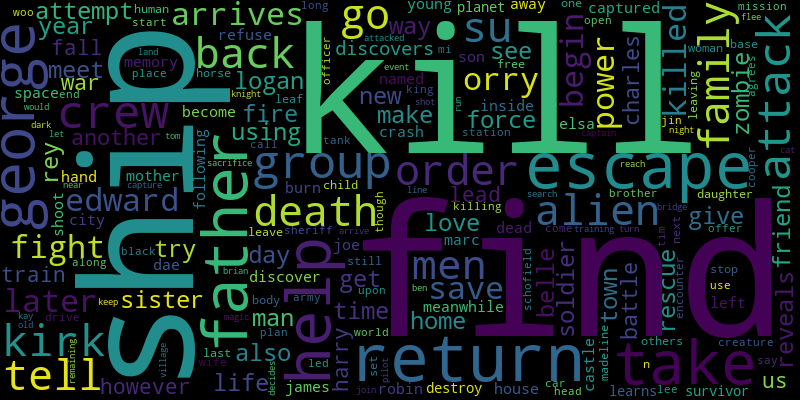 woo
attempt
human
start
arrives
refuse
go
way
su
young
planet
away
one
captured
open
mission
flee
george
year
fall
meet
war
space
end
memory
land
place
back
horse
logan
leaf
discovers
officer
see
orry
new
mi
named
son
free
attacked
begin
power
charles
killed
woman
leaving
family
base
agrees
zombie
attack
ship
kill
crew
another
would
dark
let
tom
rey
become
knight
fire
using
event
king
shot
make
crash
inside
force
station
elsa
jin
night
captain
hand
near
mother
capture
following
sacrifice
call
tank
group
order
escape
reach
brother
daughter
cooper
cat
friend
edward
shoot
city
father
burn
child
line
killing
lead
alien
give
search
offer
fight
black
try
along
dae
death
leave
sheriff
arrive
though
love
dead
come
training
turn
bridge
tim
next
train
day
discover
help
joe
still
men
marc
get
save
schofield
belle
soldier
battle
town
rescue
encounter
stop
use
left
reveals
later
sister
brian
body
army
upon
find
keep
magic
man
plan
harry
time
meanwhile
world
ben
home
kirk
kay
drive
old
village
also
last
wife
set
pilot
return
castle
madeline
others
creature
take
say
us
tell
remaining
however
life
decides
led
james
join
robin
destroy
house
car
head
learns
lee
n
survivor